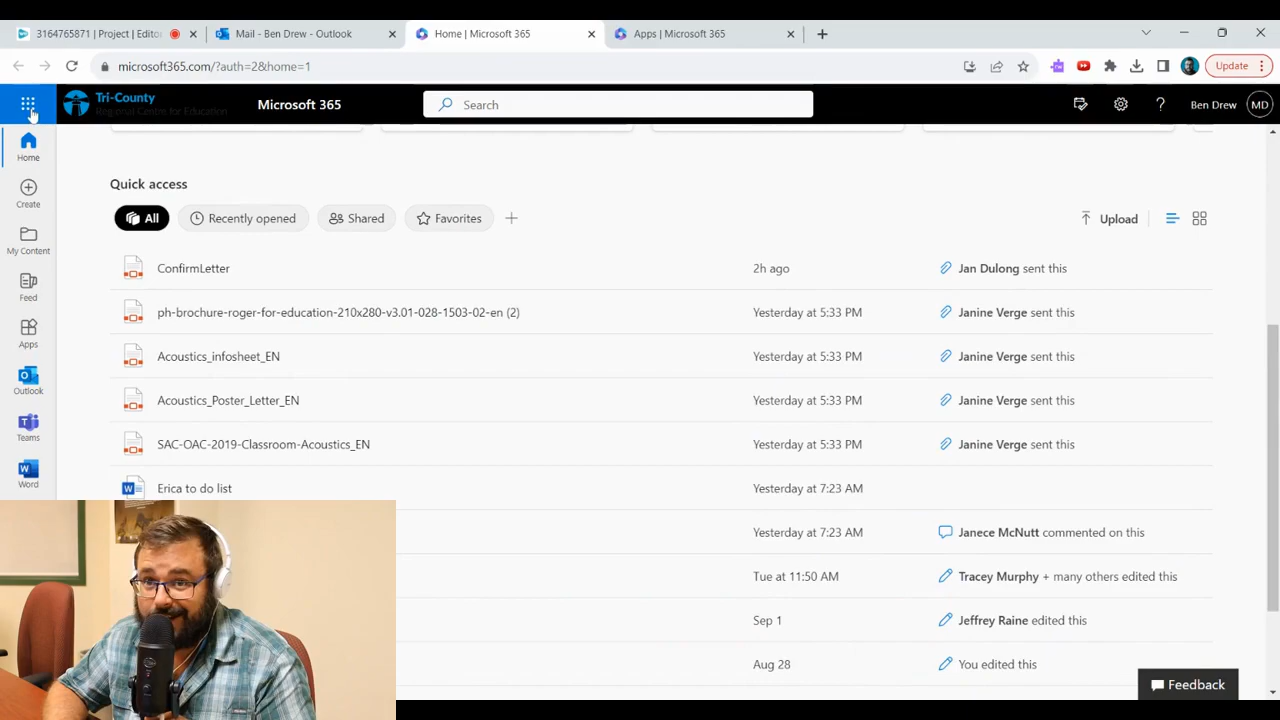 3164765871 | Project | Editor
Mail - Ben Drew - Outlook
Home | Microsoft 365
Apps | Microsoft 365
microsoft365.com/?auth=2&home=1
Update
Tri-County
Regional Centre for Education
Microsoft 365
Search
Ben Drew
MD
Home
Create
My Content
Feed
Apps
Outlook
Teams
Word
Quick access
All
Recently opened
Shared
Favorites
Upload
ConfirmLetter 2h ago Jan Dulong sent this
ph-brochure-roger-for-education-210x280-v3.01-028-1503-02-en (2) Yesterday at 5:33 PM Janine Verge sent this
Acoustics_infosheet_EN Yesterday at 5:33 PM Janine Verge sent this
Acoustics_Poster_Letter_EN Yesterday at 5:33 PM Janine Verge sent this
SAC-OAC-2019-Classroom-Acoustics_EN Yesterday at 5:33 PM Janine Verge sent this
Erica to do list Yesterday at 7:23 AM
Yesterday at 7:23 AM Janece McNutt commented on this
Tue at 11:50 AM Tracey Murphy + many others edited this
Sep 1 Jeffrey Raine edited this
Aug 28 You edited this
Feedback